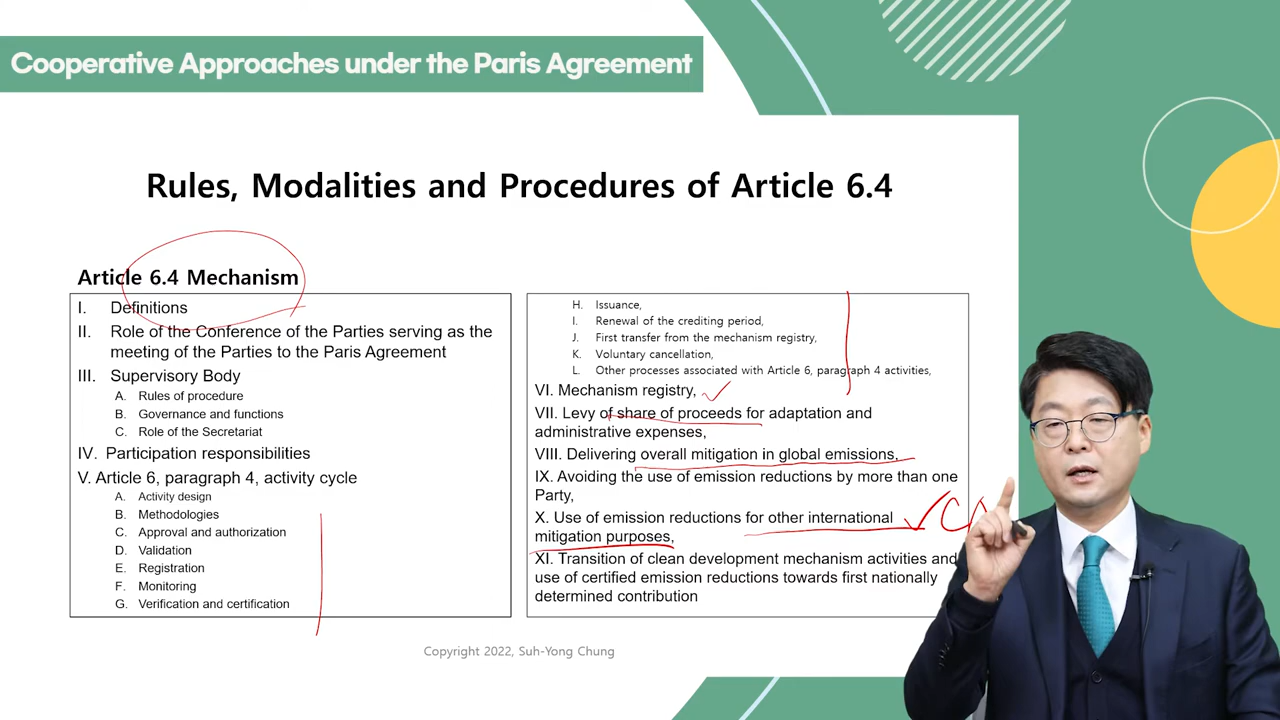 Cooperative Approaches under the Paris Agreement
Rules, Modalities and Procedures of Article 6.4
Article 6.4 Mechanism
I. Definitions
II. Role of the Conference of the Parties serving as the
meeting of the Parties to the Paris Agreement
III. Supervisory Body
A. Rules of procedure
B. Governance and functions
C. Role of the Secretariat
IV. Participation responsibilities
V. Article 6, paragraph 4, activity cycle
A. Activity design
B. Methodologies
C. Approval and authorization
D. Validation
E. Registration
F. Monitoring
G. Verification and certification
H. Issuance,
I. Renewal of the crediting period,
J. First transfer from the mechanism registry,
K. Voluntary cancellation,
L. Other processes associated with Article 6, paragraph 4 activities,
VI. Mechanism registry,
VII. Levy of share of proceeds for adaptation and
administrative expenses,
VIII. Delivering overall mitigation in global emissions,
IX. Avoiding the use of emission reductions by more than one
Party,
X. Use of emission reductions for other international
mitigation purposes,
XI. Transition of clean development mechanism activities and
use of certified emission reductions towards first nationally
determined contribution
Copyright 2022, Suh-Yong Chung